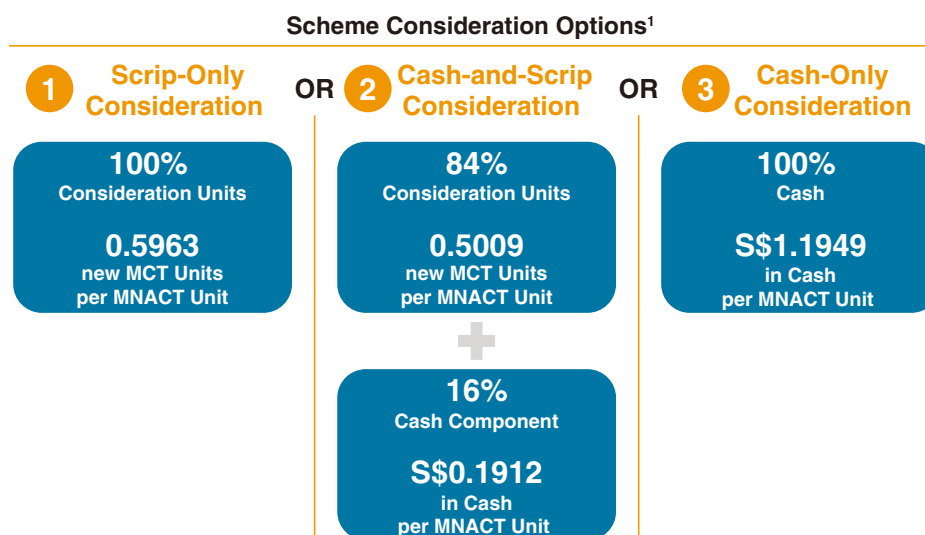 Scheme Consideration Options¹
1 Scrip-Only
Consideration
OR
2 Cash-and-Scrip
Consideration
OR
3 Cash-Only
Consideration
100%
Consideration Units
0.5963
new MCT Units
per MNACT Unit
84%
Consideration Units
0.5009
new MCT Units
per MNACT Unit
16%
Cash Component
S$0.1912
in Cash
per MNACT Unit
100%
Cash
S$1.1949
in Cash
per MNACT Unit